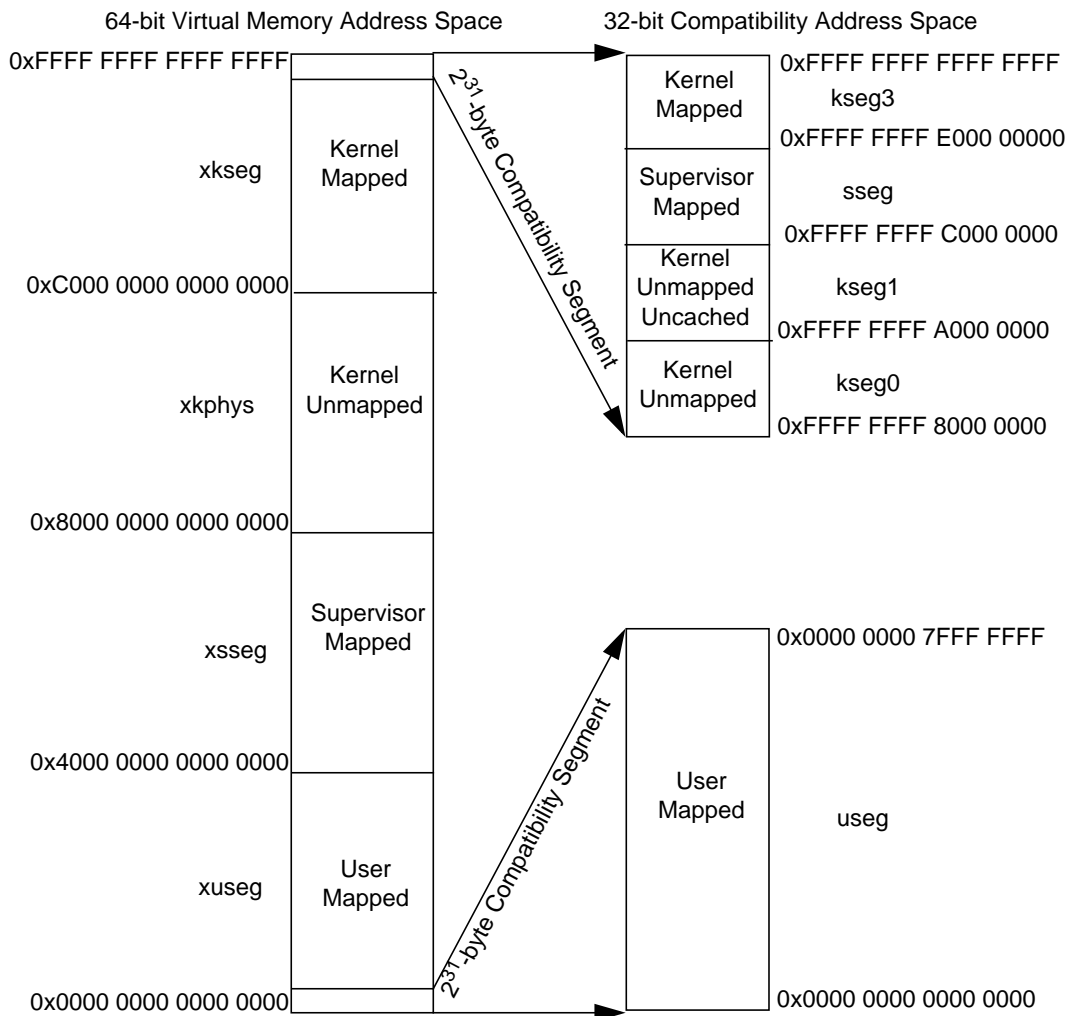 64-bit Virtual Memory Address Space
0xFFFF FFFF FFFF FFFF
xkseg
Kernel
Mapped
0xC000 0000 0000 0000
xkphys
Kernel
Unmapped
0x8000 0000 0000 0000
xsseg
Supervisor
Mapped
0x4000 0000 0000 0000
xuseg
User
Mapped
0x0000 0000 0000 0000
2^31-byte Compatibility Segment
2^31-byte Compatibility Segment
32-bit Compatibility Address Space
0xFFFF FFFF FFFF FFFF
Kernel
Mapped
kseg3
0xFFFF FFFF E000 00000
Supervisor
Mapped
sseg
0xFFFF FFFF C000 0000
Kernel
Unmapped
Uncached
kseg1
0xFFFF FFFF A000 0000
Kernel
Unmapped
kseg0
0xFFFF FFFF 8000 0000
0x0000 0000 7FFF FFFF
User
Mapped
useg
0x0000 0000 0000 0000